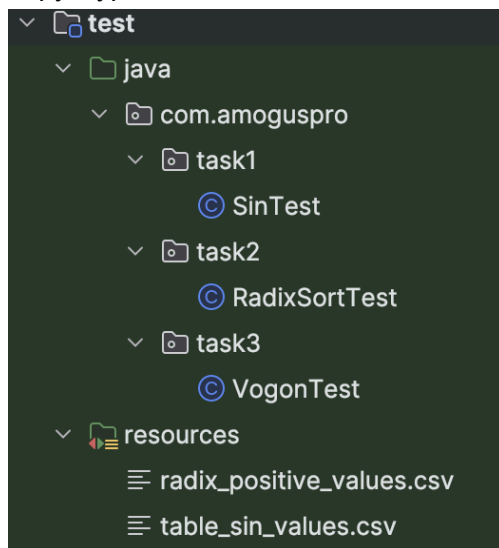 test
java
com.amoguspro
task1
SinTest
task2
RadixSortTest
task3
VogonTest
resources
radix_positive_values.csv
table_sin_values.csv